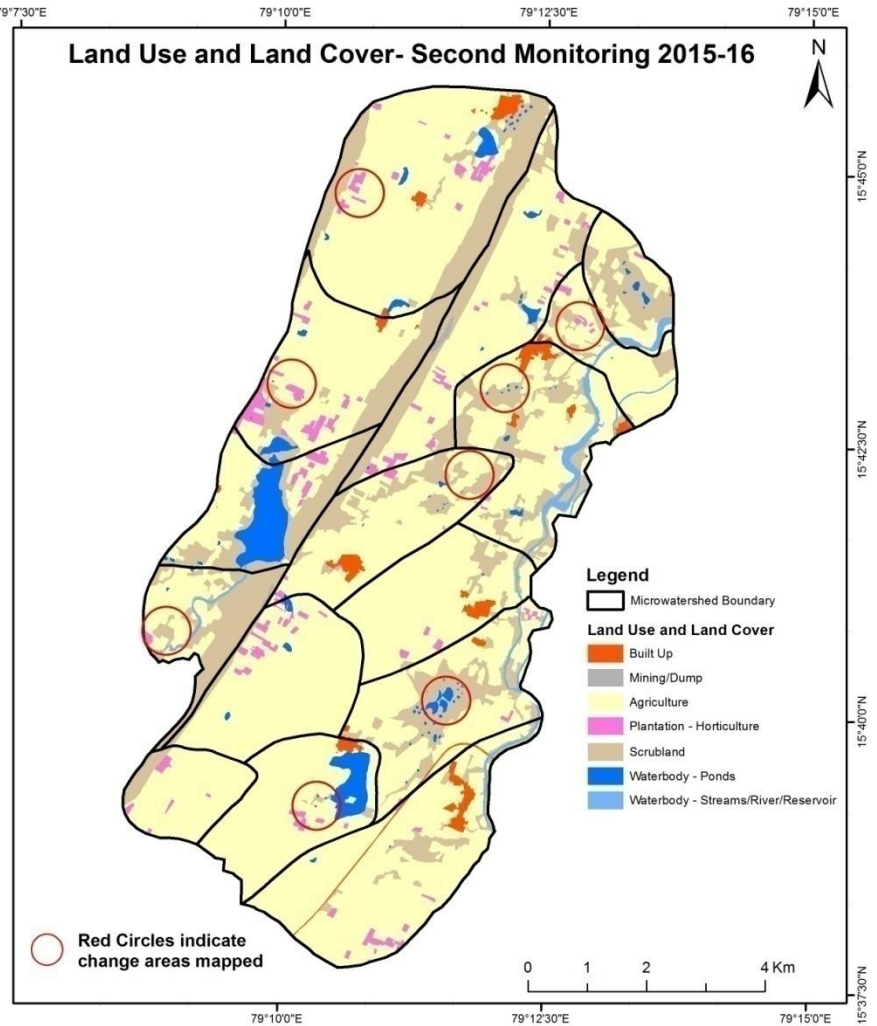 79°7'30"E 79°10'0"E 79°12'30"E 79°15'0"E
Land Use and Land Cover- Second Monitoring 2015-16
N
15°45'0"N
15°42'30"N
Legend
Microwatershed Boundary
Land Use and Land Cover
Built Up
Mining/Dump
Agriculture
Plantation - Horticulture
Scrubland
Waterbody - Ponds
Waterbody - Streams/River/Reservoir
15°40'0"N
Red Circles indicate
change areas mapped
0 1 2 4 Km
15°37'30"N
79°10'0"E 79°12'30"E 79°15'0"E